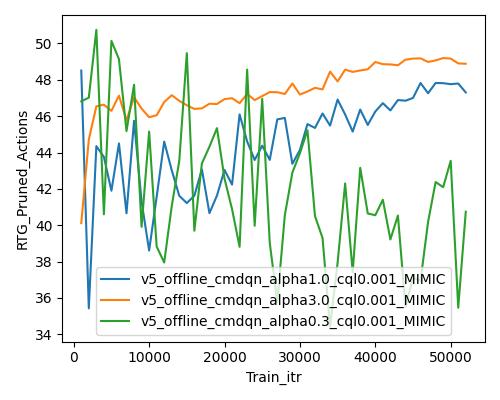 50
48
46
44
42
40
38
36
34
RTG_Pruned_Actions
v5_offline_cmdqn_alpha1.0_cql0.001_MIMIC
v5_offline_cmdqn_alpha3.0_cql0.001_MIMIC
v5_offline_cmdqn_alpha0.3_cql0.001_MIMIC
0 10000 20000 30000 40000 50000
Train_itr